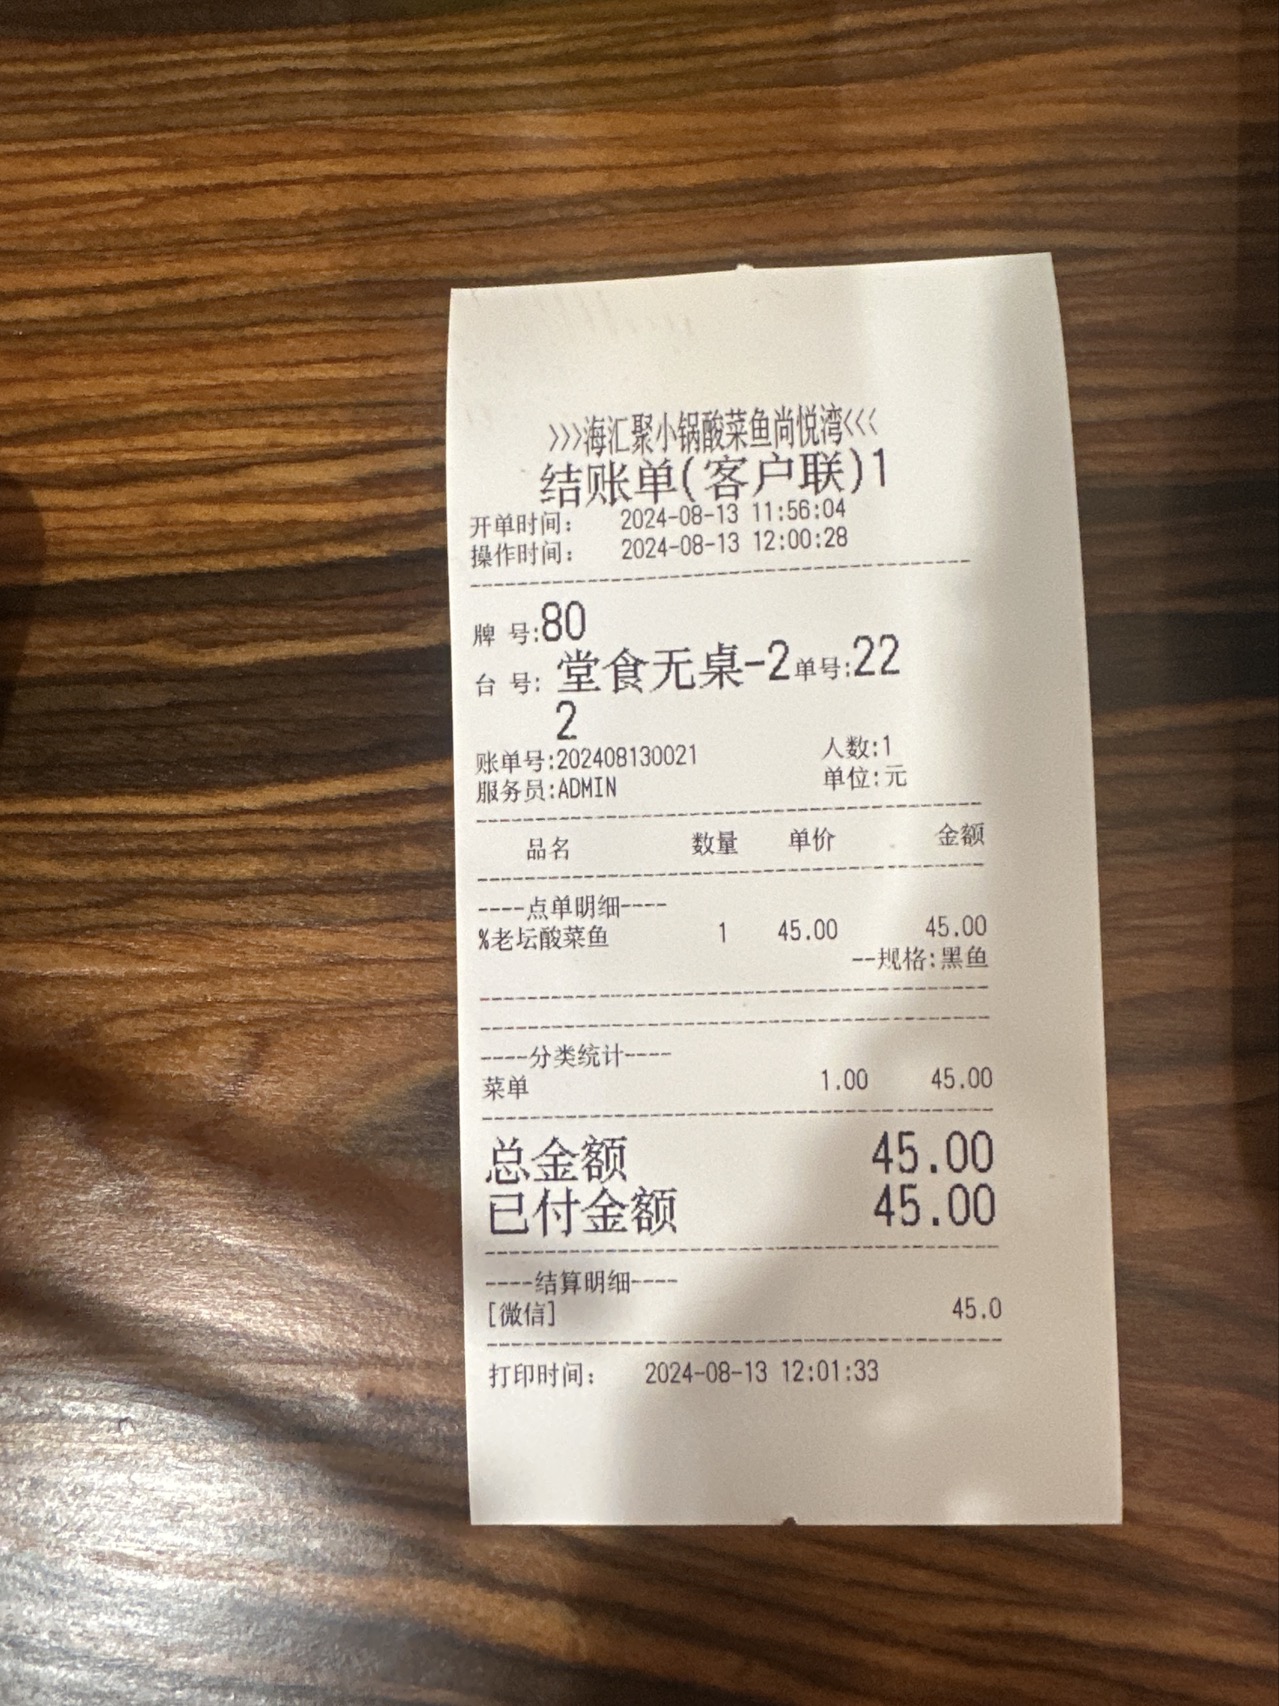 >>>海汇聚小锅酸菜鱼尚悦湾<<<
结账单(客户联)1
开单时间： 2024-08-13 11:56:04
操作时间： 2024-08-13 12:00:28
牌 号:80
台 号: 堂食无桌-2单号:22
2
账单号:202408130021 人数:1
服务员:ADMIN 单位:元
品名 数量 单价 金额
----点单明细----
%老坛酸菜鱼 1 45.00 45.00
--规格:黑鱼
----分类统计----
菜单 1.00 45.00
总金额 45.00
已付金额 45.00
----结算明细----
[微信] 45.0
打印时间： 2024-08-13 12:01:33